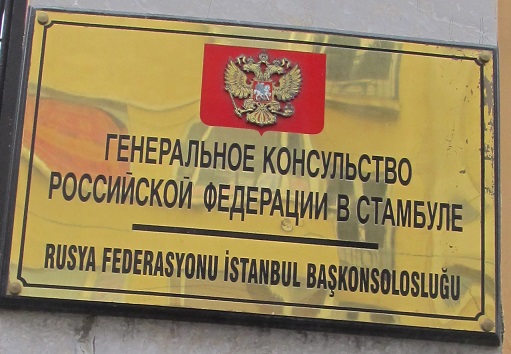 ГЕНЕРАЛЬНОЕ КОНСУЛЬСТВО
РОССИЙСКОЙ ФЕДЕРАЦИИ В СТАМБУЛЕ
RUSYA FEDERASYONU İSTANBUL BAŞKONSOLOSLUĞU